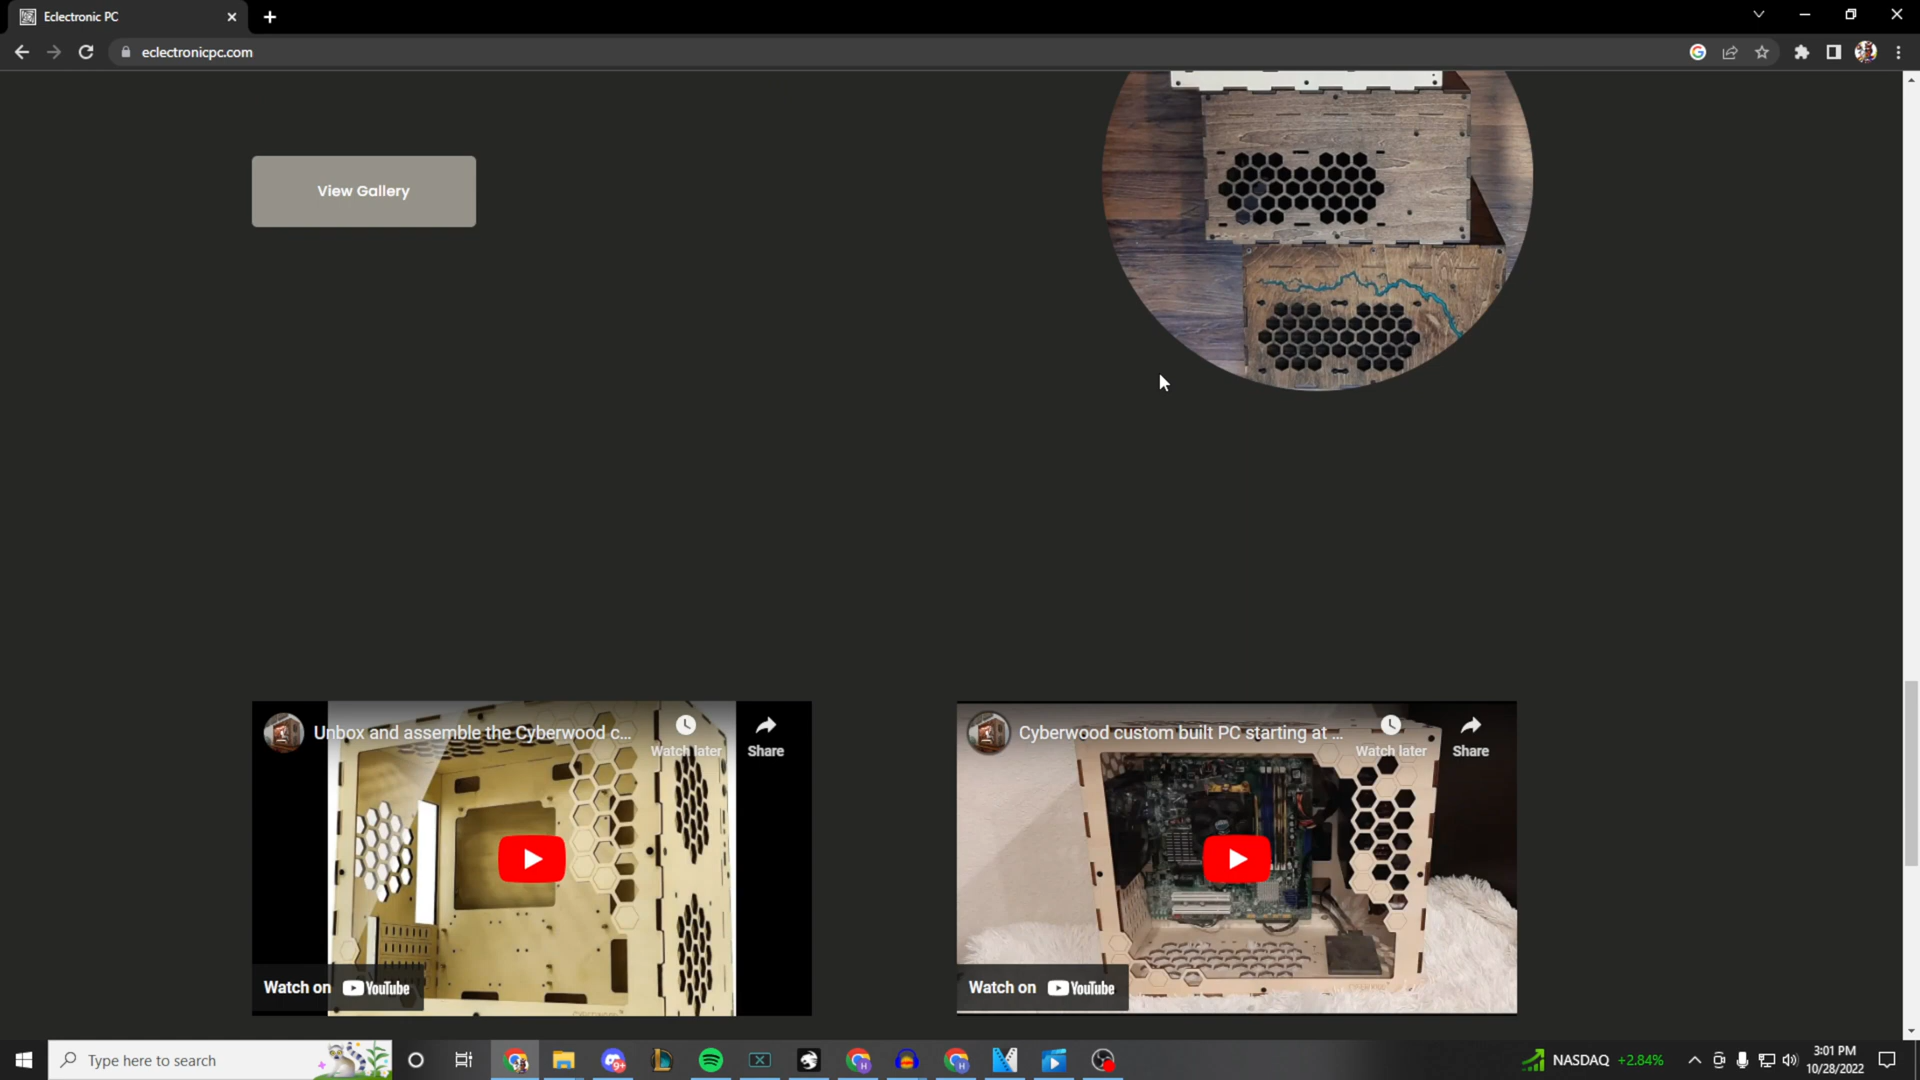 Eclectronic PC
eclectronicpc.com
View Gallery
Unbox and assemble the Cyberwood c...
Watch later
Share
Watch on YouTube
Cyberwood custom built PC starting at ...
Watch later
Share
Watch on YouTube
Type here to search
9+
H
H
NASDAQ +2.84%
3:01 PM
10/28/2022